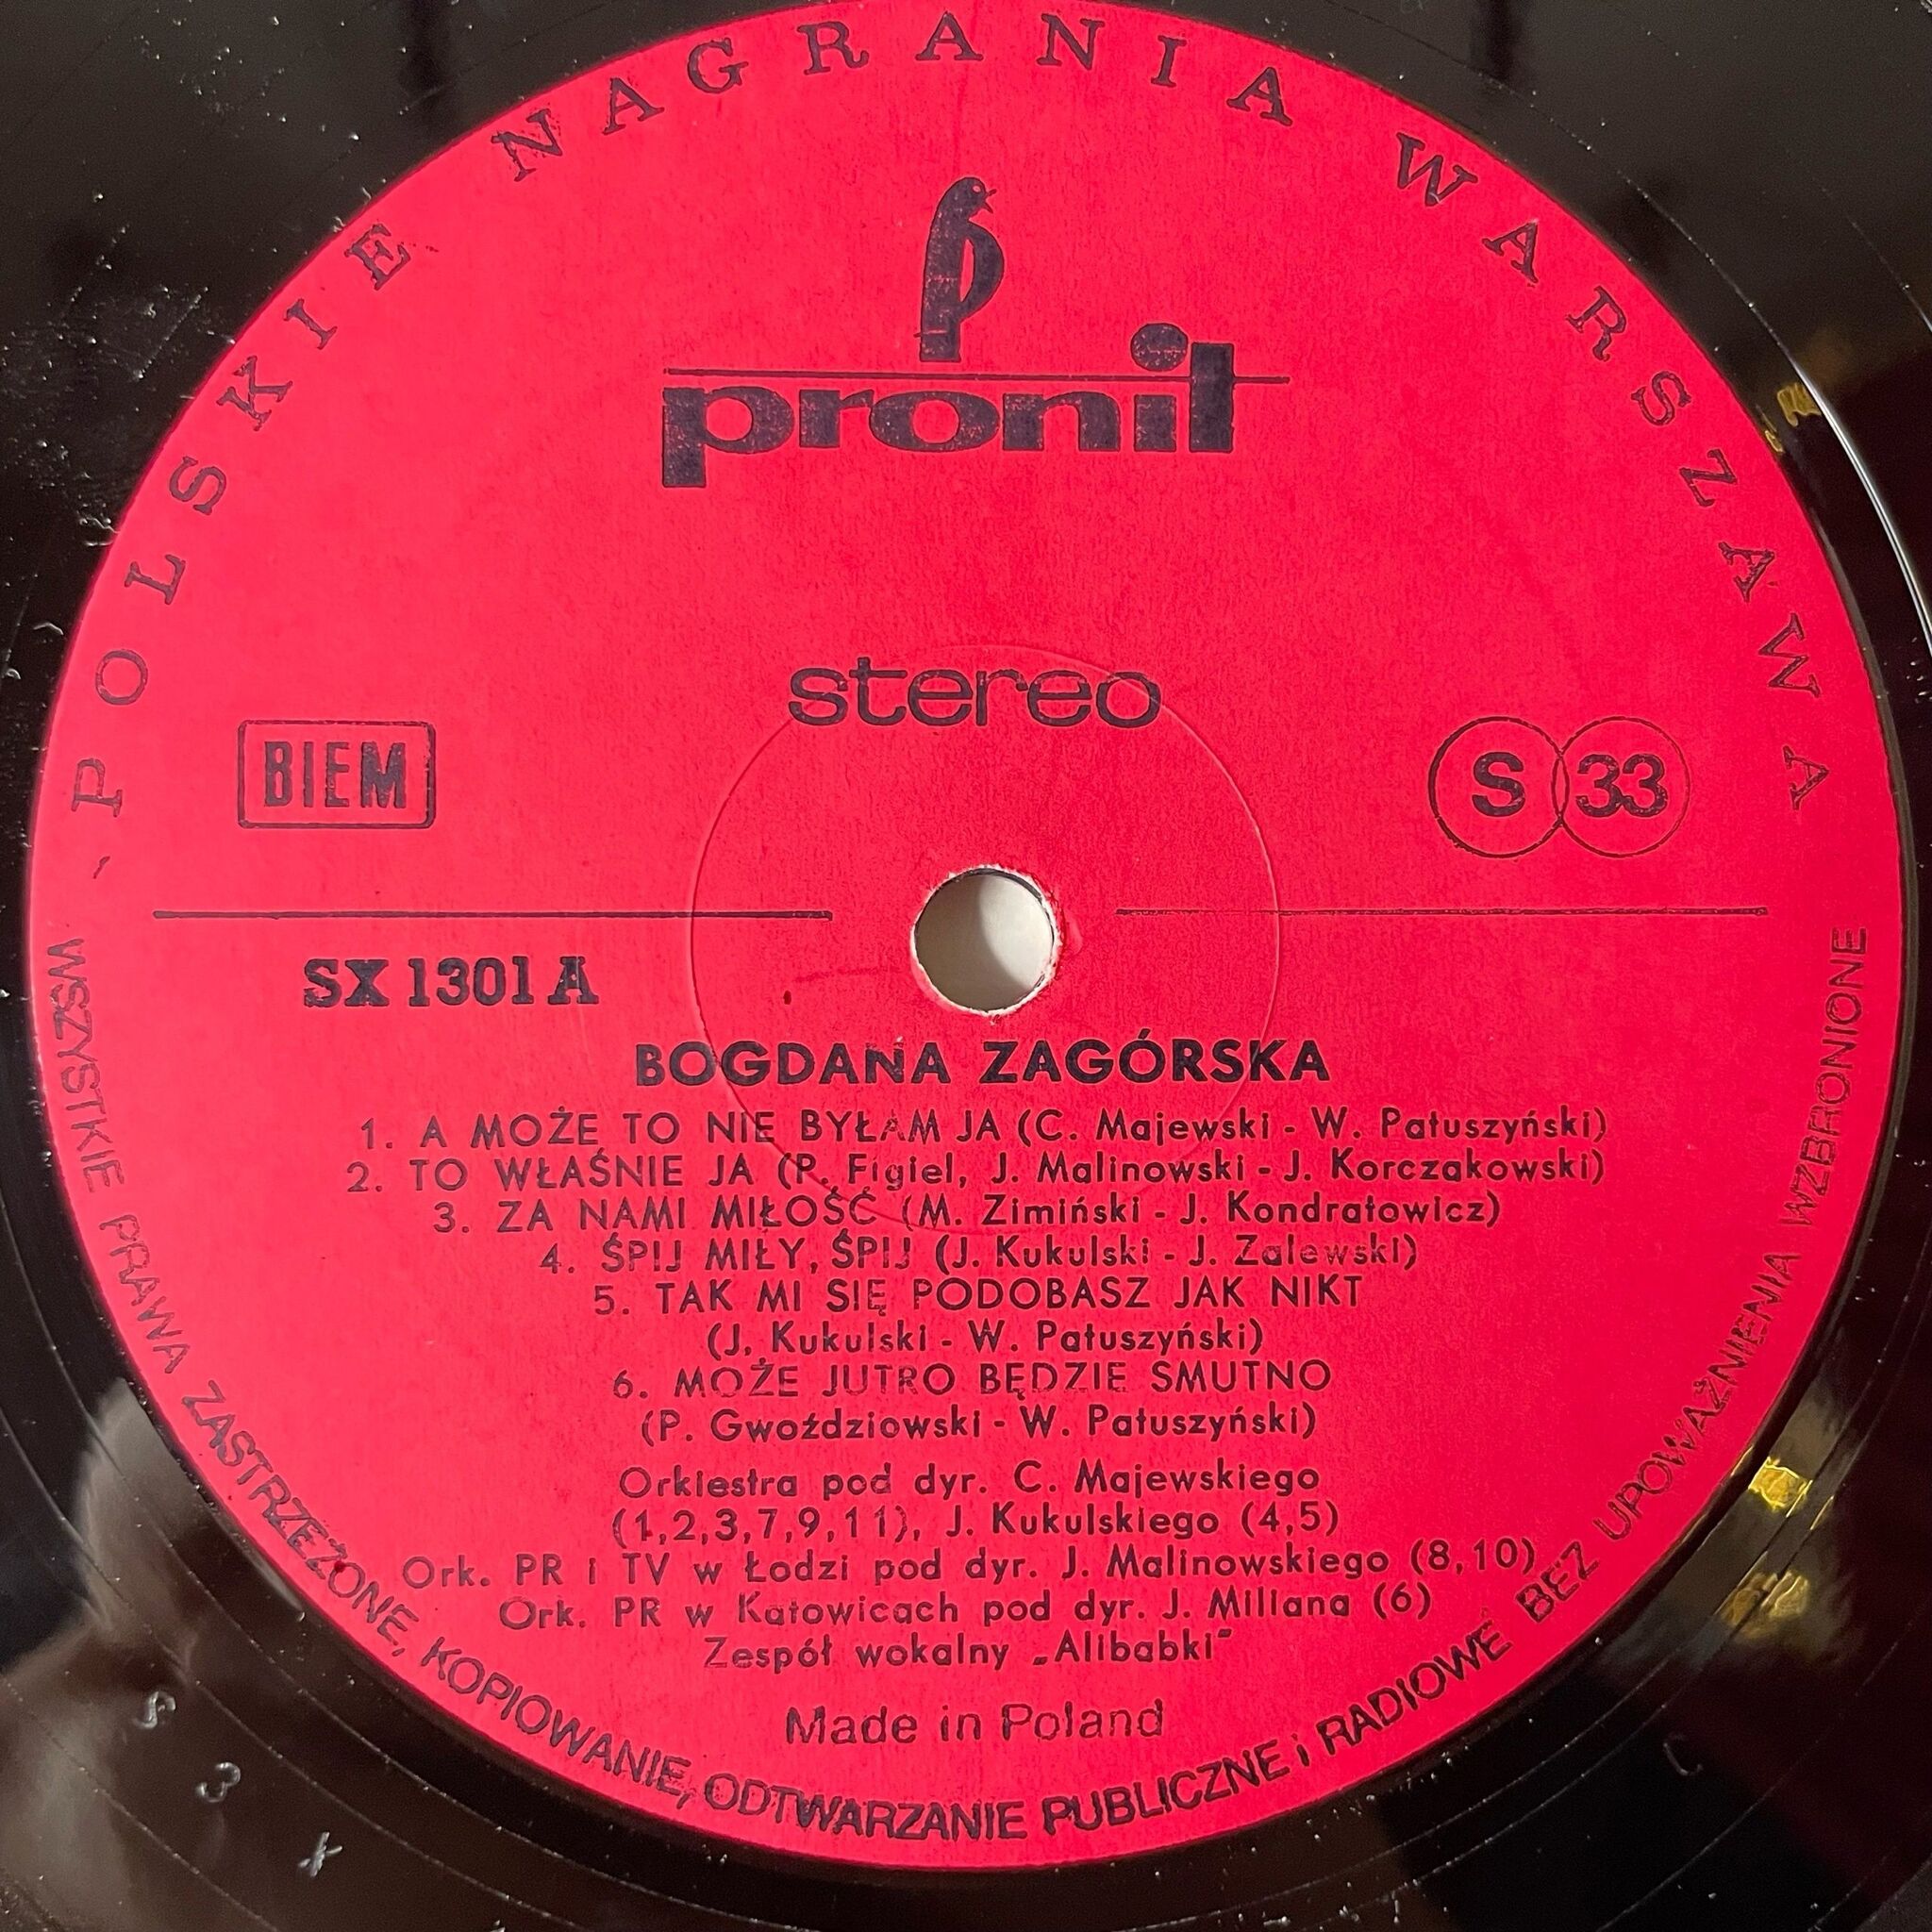 POLSKIE NAGRANIA WARSZAWA
pronit
stereo
BIEM
S 33
SX 1301 A
BOGDANA ZAGÓRSKA
1. A MOŻE TO NIE BYŁAM JA (C. Majewski - W. Patuszyński)
2. TO WŁAŚNIE JA (P. Figiel, J. Malinowski - J. Korczakowski)
3. ZA NAMI MIŁOŚĆ (M. Zimiński - J. Kondratowicz)
4. ŚPIJ MIŁY, ŚPIJ (J. Kukulski - J. Zalewski)
5. TAK MI SIĘ PODOBASZ JAK NIKT
(J. Kukulski - W. Patuszyński)
6. MOŻE JUTRO BĘDZIE SMUTNO
(P. Gwoździowski - W. Patuszyński)
Orkiestra pod dyr. C. Majewskiego
(1,2,3,7,9,11), J. Kukulskiego (4,5)
Ork. PR i TV w Łodzi pod dyr. J. Malinowskiego (8,10)
Ork. PR w Katowicach pod dyr. J. Miliana (6)
Zespół wokalny „Alibabki"
Made in Poland
WSZYSTKIE PRAWA ZASTRZEŻONE, KOPIOWANIE, ODTWARZANIE PUBLICZNE i RADIOWE BEZ UPOWAŻNIENIA WZBRONIONE